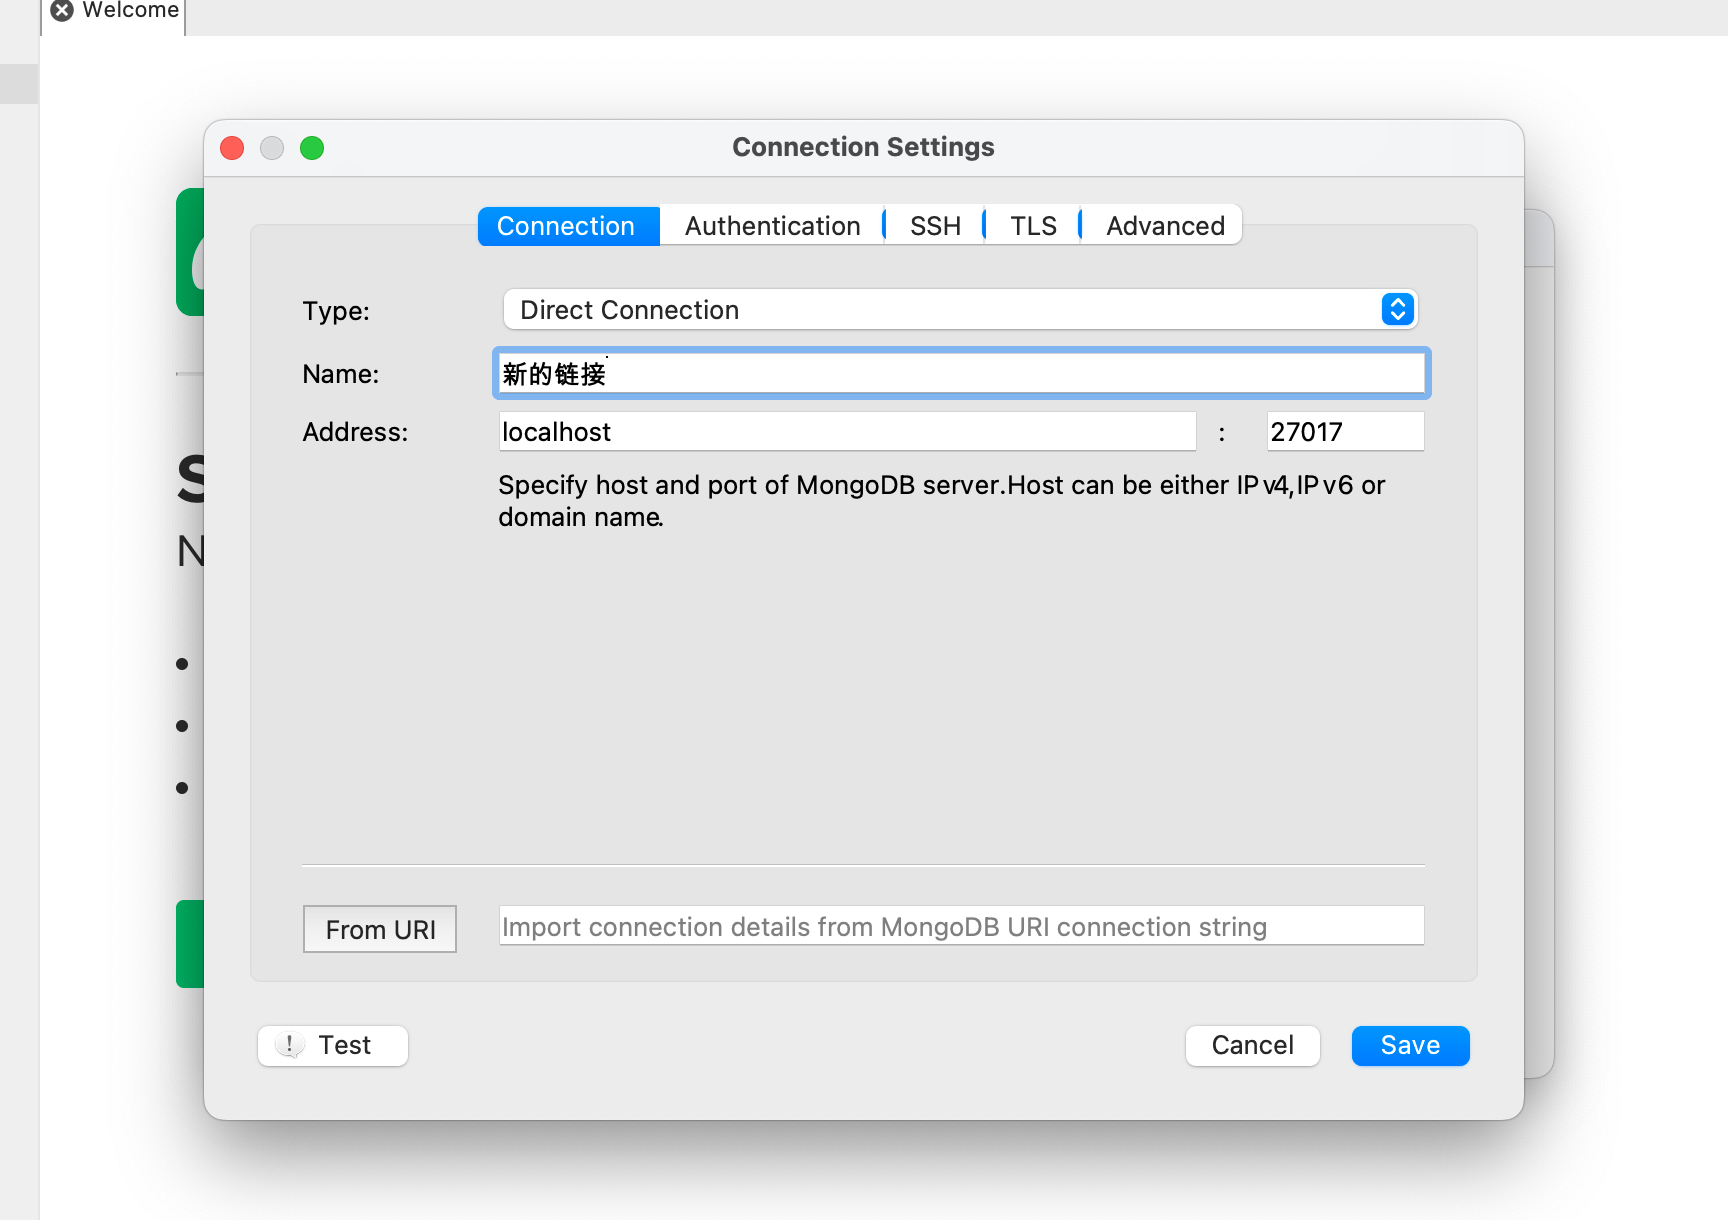 Welcome
Connection Settings
Connection Authentication SSH TLS Advanced
Type: Direct Connection
Name: 新的链接
Address: localhost : 27017
Specify host and port of MongoDB server.Host can be either IPv4,IPv6 or
domain name.
From URI Import connection details from MongoDB URI connection string
! Test Cancel Save